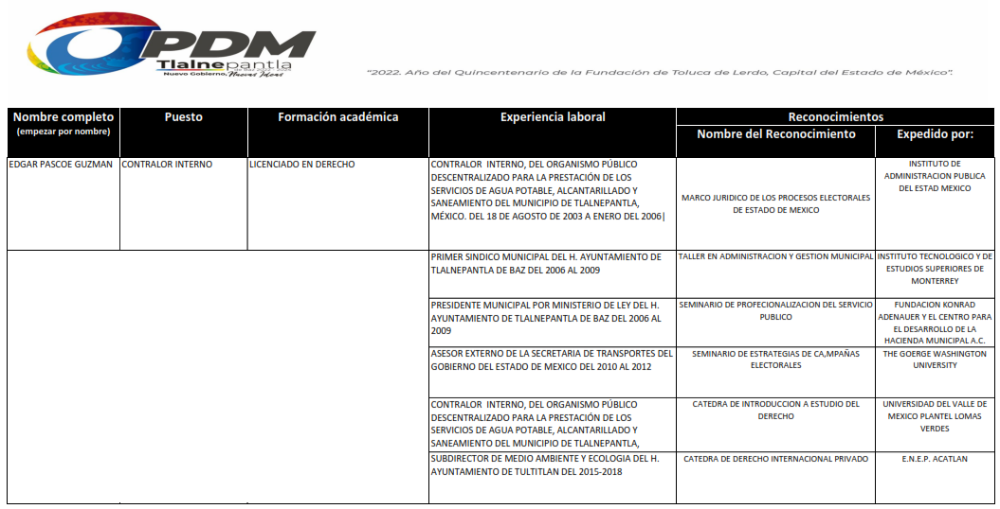 OPDM
Tlalnepantla
de Baz 2022 - 2024
Nuevo Gobierno, Nuevas Ideas
"2022. Año del Quincentenario de la Fundación de Toluca de Lerdo, Capital del Estado de México".
Nombre completo
(empezar por nombre)
Puesto
Formación académica
Experiencia laboral
Reconocimientos
Nombre del Reconocimiento
Expedido por:
EDGAR PASCOE GUZMAN
CONTRALOR INTERNO
LICENCIADO EN DERECHO
CONTRALOR INTERNO, DEL ORGANISMO PÚBLICO
DESCENTRALIZADO PARA LA PRESTACIÓN DE LOS
SERVICIOS DE AGUA POTABLE, ALCANTARILLADO Y
SANEAMIENTO DEL MUNICIPIO DE TLALNEPANTLA,
MÉXICO. DEL 18 DE AGOSTO DE 2003 A ENERO DEL 2006|
MARCO JURIDICO DE LOS PROCESOS ELECTORALES
DE ESTADO DE MEXICO
INSTITUTO DE
ADMINISTRACION PUBLICA
DEL ESTAD MEXICO
PRIMER SINDICO MUNICIPAL DEL H. AYUNTAMIENTO DE
TLALNEPANTLA DE BAZ DEL 2006 AL 2009
TALLER EN ADMINISTRACION Y GESTION MUNICIPAL
INSTITUTO TECNOLOGICO Y DE
ESTUDIOS SUPERIORES DE
MONTERREY
PRESIDENTE MUNICIPAL POR MINISTERIO DE LEY DEL H.
AYUNTAMIENTO DE TLALNEPANTLA DE BAZ DEL 2006 AL
2009
SEMINARIO DE PROFECIONALIZACION DEL SERVICIO
PUBLICO
FUNDACION KONRAD
ADENAUER Y EL CENTRO PARA
EL DESARROLLO DE LA
HACIENDA MUNICIPAL A.C.
ASESOR EXTERNO DE LA SECRETARIA DE TRANSPORTES DEL
GOBIERNO DEL ESTADO DE MEXICO DEL 2010 AL 2012
SEMINARIO DE ESTRATEGIAS DE CA,MPAÑAS
ELECTORALES
THE GOERGE WASHINGTON
UNIVERSITY
CONTRALOR INTERNO, DEL ORGANISMO PÚBLICO
DESCENTRALIZADO PARA LA PRESTACIÓN DE LOS
SERVICIOS DE AGUA POTABLE, ALCANTARILLADO Y
SANEAMIENTO DEL MUNICIPIO DE TLALNEPANTLA,
CATEDRA DE INTRODUCCION A ESTUDIO DEL
DERECHO
UNIVERSIDAD DEL VALLE DE
MEXICO PLANTEL LOMAS
VERDES
SUBDIRECTOR DE MEDIO AMBIENTE Y ECOLOGIA DEL H.
AYUNTAMIENTO DE TULTITLAN DEL 2015-2018
CATEDRA DE DERECHO INTERNACIONAL PRIVADO
E.N.E.P. ACATLAN